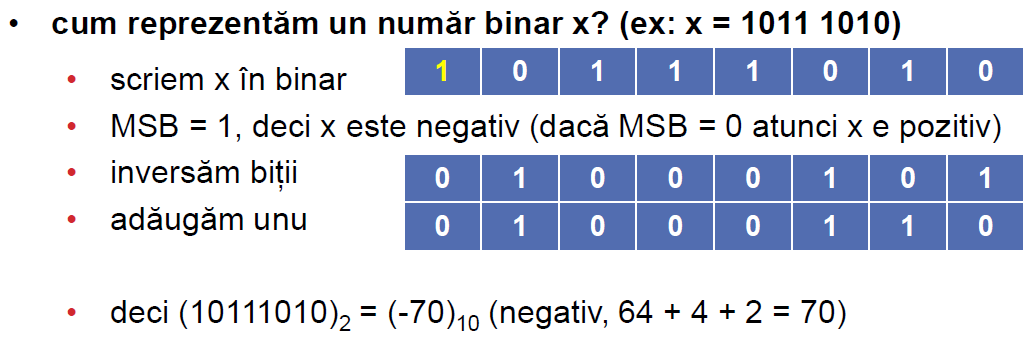 • cum reprezentăm un număr binar x? (ex: x = 1011 1010)
• scriem x în binar 1 0 1 1 1 0 1 0
• MSB = 1, deci x este negativ (dacă MSB = 0 atunci x e pozitiv)
• inversăm biții 0 1 0 0 0 1 0 1
• adăugăm unu 0 1 0 0 0 1 1 0
• deci (10111010)₂ = (-70)₁₀ (negativ, 64 + 4 + 2 = 70)